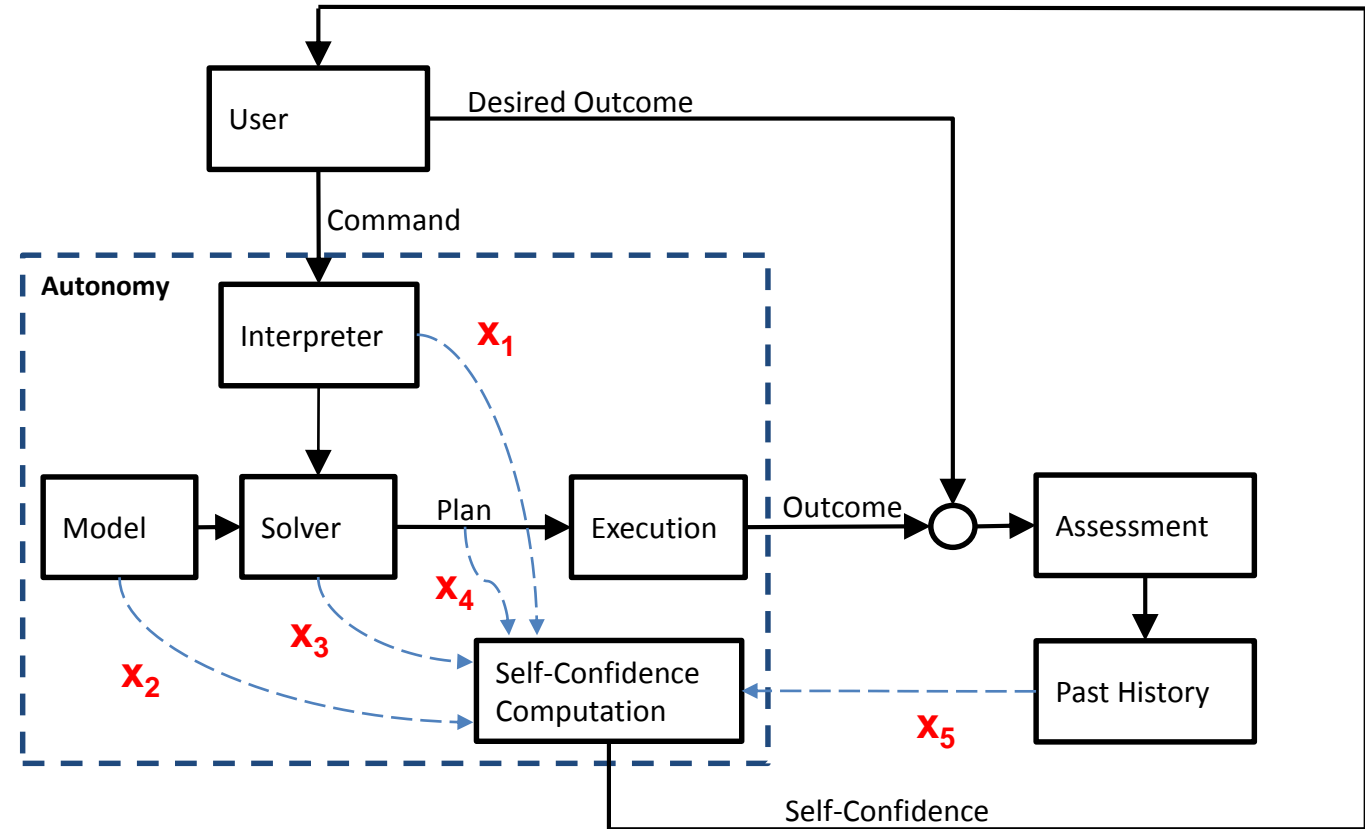 User
Desired Outcome
Command
Autonomy
Interpreter
x₁
Model
Solver
Plan
Execution
Outcome
Assessment
x₄
x₃
x₂
Self-Confidence
Computation
Past History
x₅
Self-Confidence